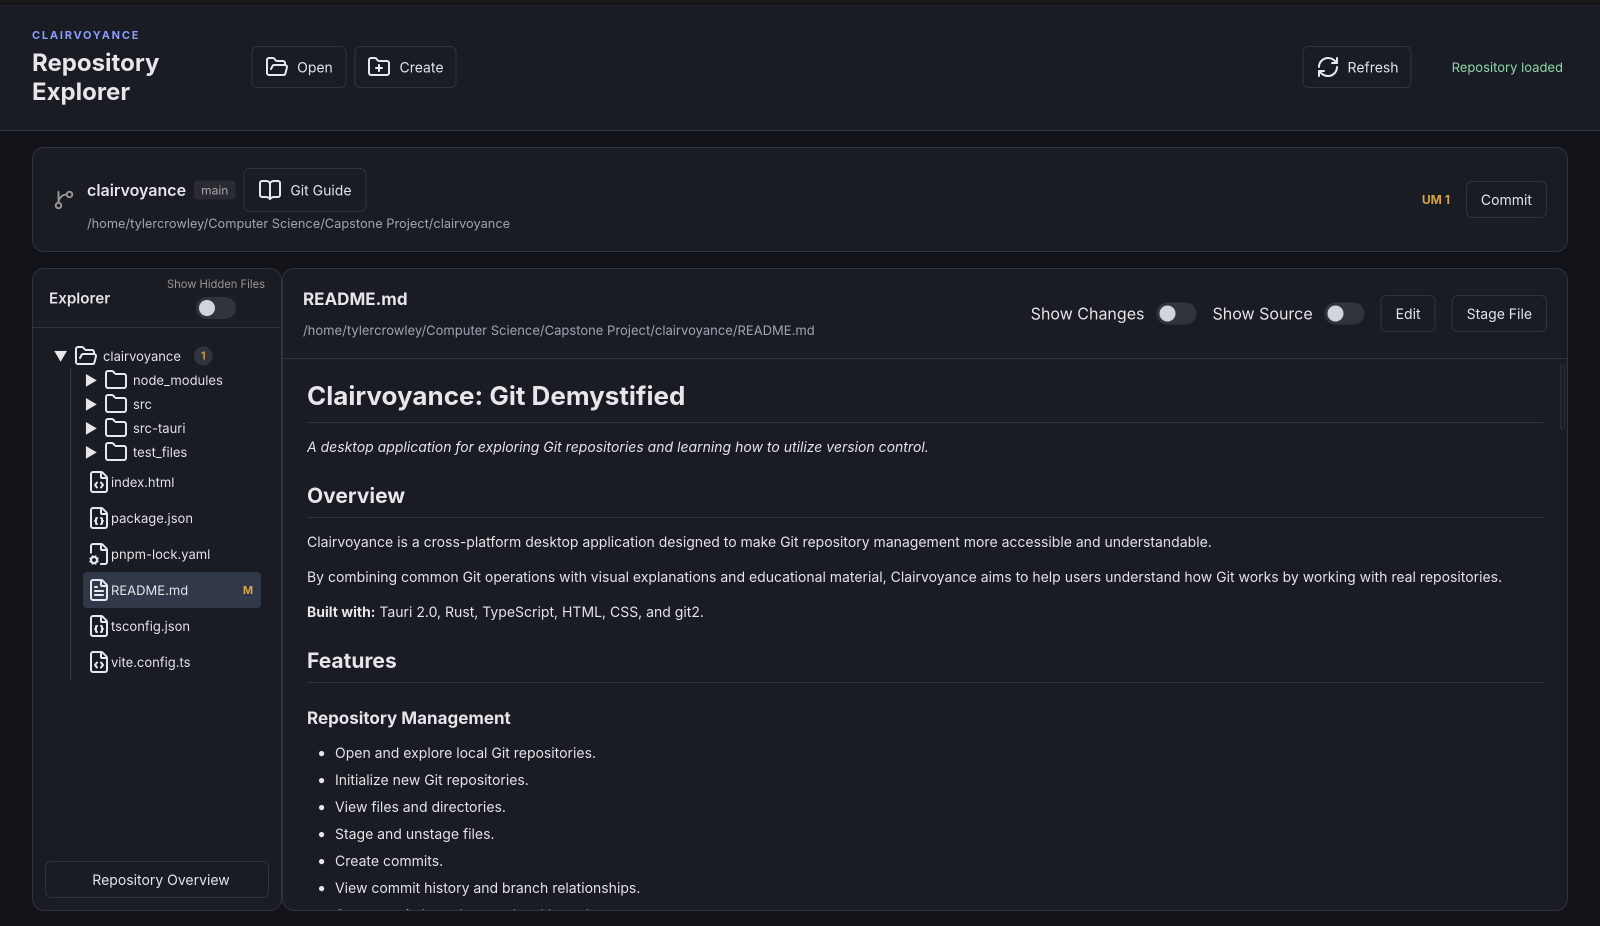 CLAIRVOYANCE
Repository
Explorer
Open
Create
Refresh
Repository loaded
clairvoyance
main
Git Guide
/home/tylercrowley/Computer Science/Capstone Project/clairvoyance
UM 1
Commit
Explorer
Show Hidden Files
clairvoyance 1
node_modules
src
src-tauri
test_files
index.html
package.json
pnpm-lock.yaml
README.md M
tsconfig.json
vite.config.ts
Repository Overview
README.md
/home/tylercrowley/Computer Science/Capstone Project/clairvoyance/README.md
Show Changes
Show Source
Edit
Stage File
Clairvoyance: Git Demystified
A desktop application for exploring Git repositories and learning how to utilize version control.
Overview
Clairvoyance is a cross-platform desktop application designed to make Git repository management more accessible and understandable.
By combining common Git operations with visual explanations and educational material, Clairvoyance aims to help users understand how Git works by working with real repositories.
Built with: Tauri 2.0, Rust, TypeScript, HTML, CSS, and git2.
Features
Repository Management
• Open and explore local Git repositories.
• Initialize new Git repositories.
• View files and directories.
• Stage and unstage files.
• Create commits.
• View commit history and branch relationships.